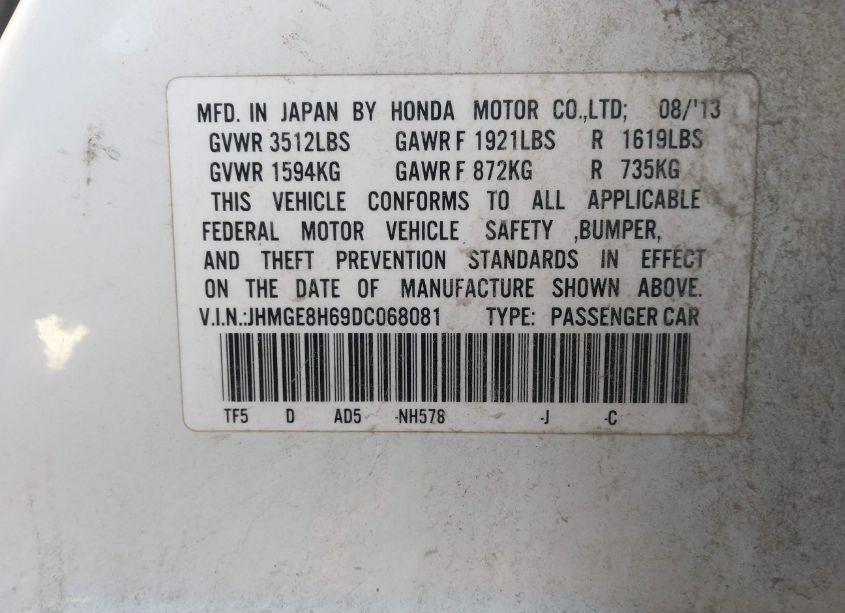 MFD. IN JAPAN BY HONDA MOTOR CO.,LTD; 08/'13
GVWR 3512LBS GAWR F 1921LBS R 1619LBS
GVWR 1594KG GAWR F 872KG R 735KG
THIS VEHICLE CONFORMS TO ALL APPLICABLE
FEDERAL MOTOR VEHICLE SAFETY ,BUMPER,
AND THEFT PREVENTION STANDARDS IN EFFECT
ON THE DATE OF MANUFACTURE SHOWN ABOVE.
V.I.N.:JHMGE8H69DC068081 TYPE: PASSENGER CAR
TF5 D AD5 -NH578 -J -C